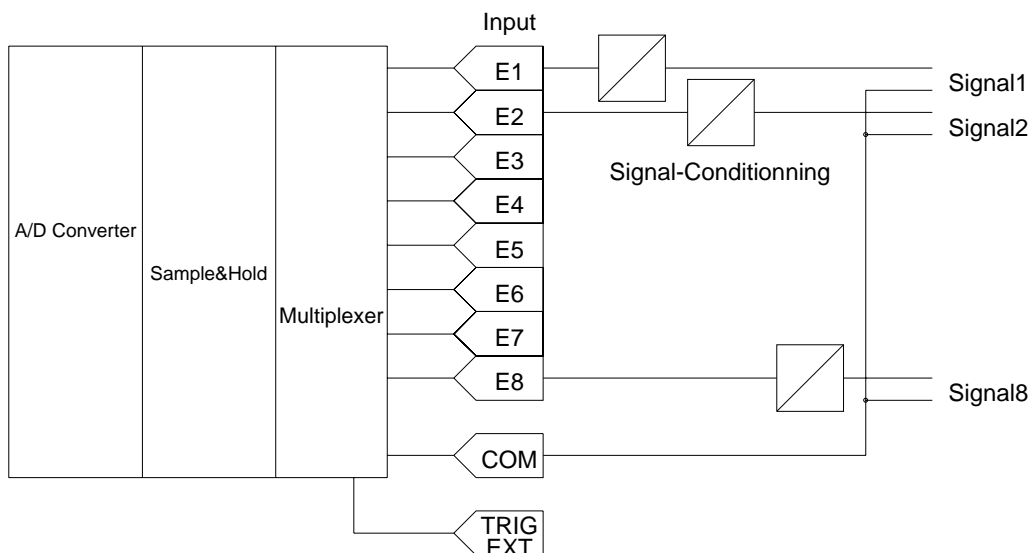 Input
E1
Signal1
E2
Signal2
E3
Signal-Conditionning
E4
A/D Converter
E5
Sample&Hold
E6
Multiplexer
E7
E8
Signal8
COM
TRIG
EXT